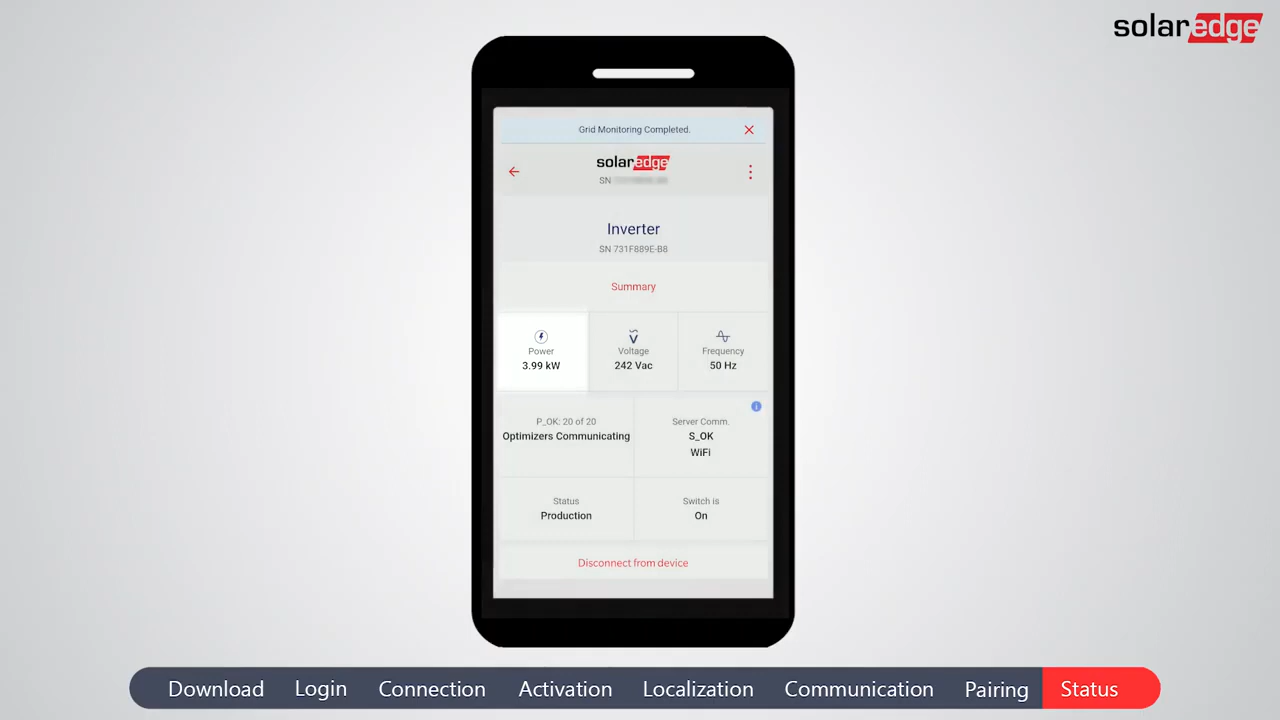 solaredge
Grid Monitoring Completed.
solaredge
SN
Inverter
SN 731F889E-B8
Summary
Power
3.99 kW
Voltage
242 Vac
Frequency
50 Hz
P_OK: 20 of 20
Optimizers Communicating
Server Comm.
S_OK
WiFi
Status
Production
Switch is
On
Disconnect from device
Download Login Connection Activation Localization Communication Pairing Status